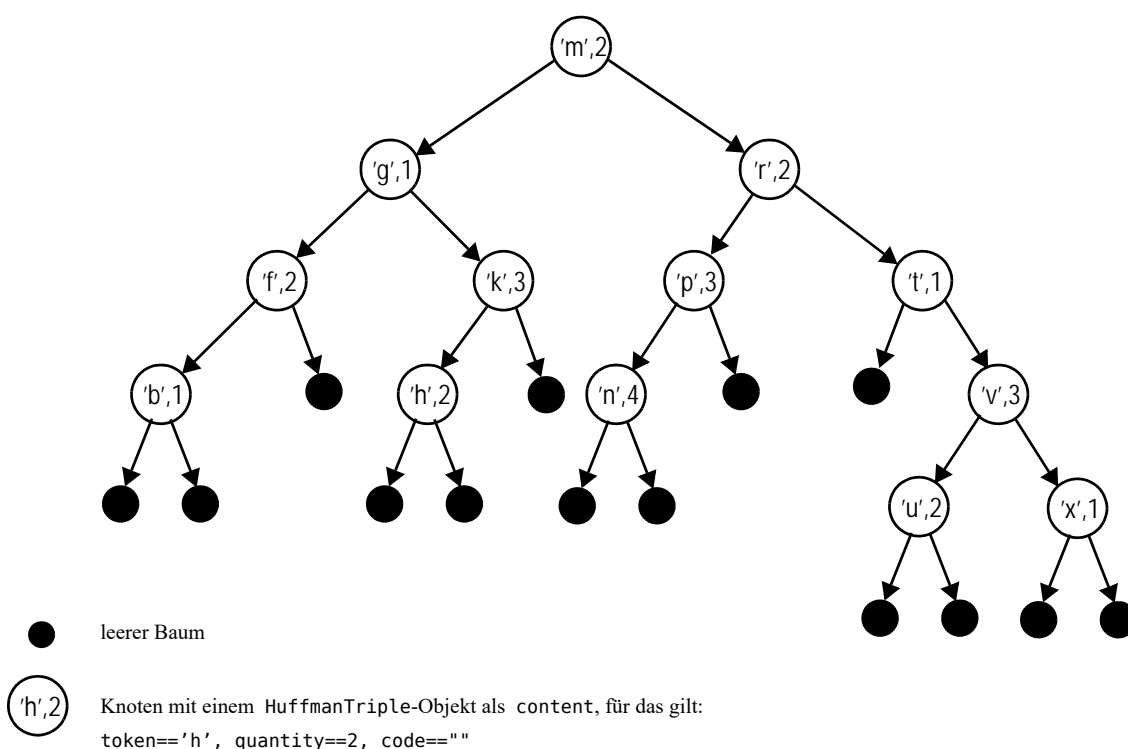 'm',2
'g',1
'r',2
'f',2
'k',3
'p',3
't',1
'b',1
'h',2
'n',4
'v',3
'u',2
'x',1
leerer Baum
'h',2
Knoten mit einem HuffmanTriple-Objekt als content, für das gilt:
token=='h', quantity==2, code==""